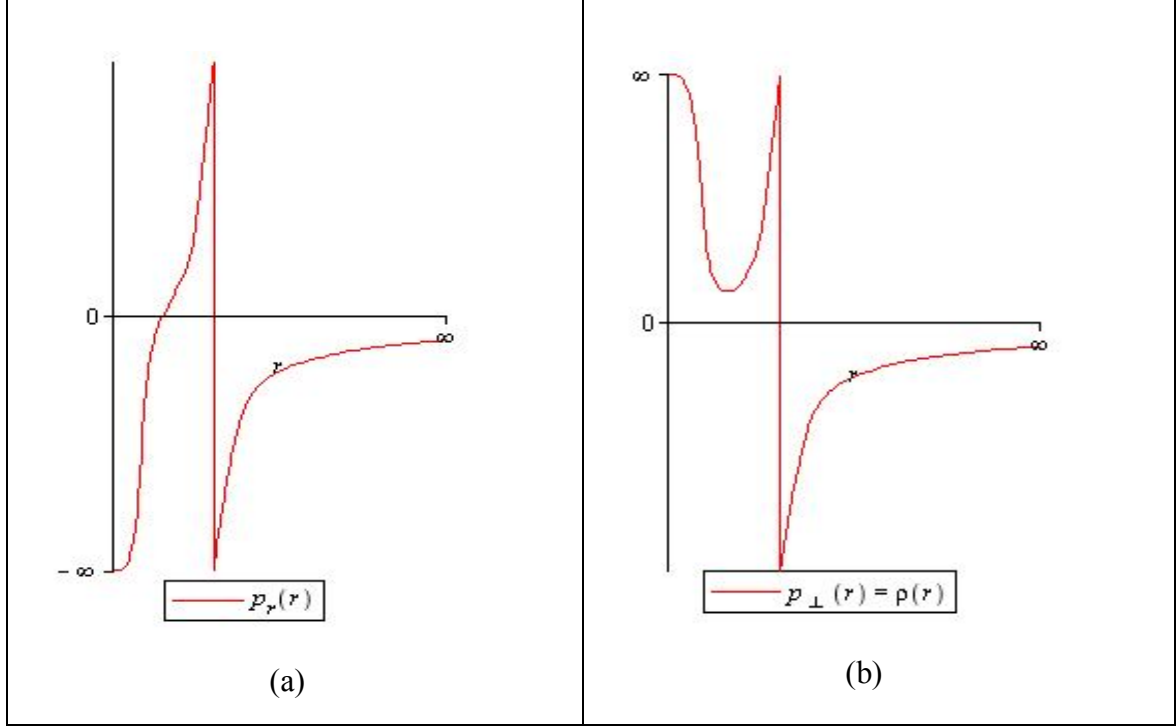 0
∞
r
- ∞
p_r(r)
(a)
∞
0
∞
r
p_⊥ (r) = ρ(r)
(b)